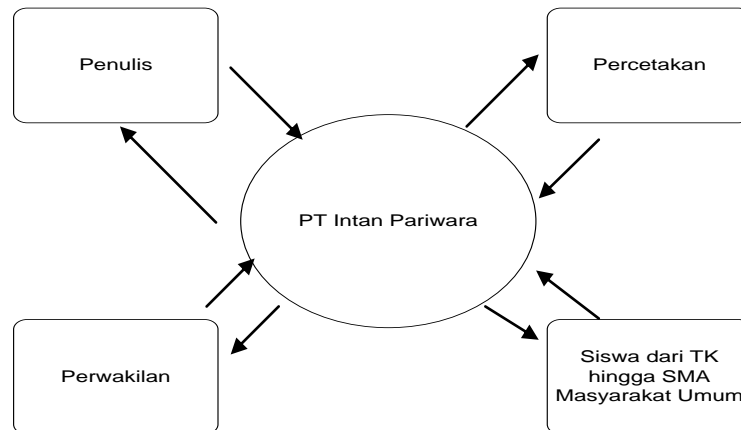 Penulis
Percetakan
PT Intan Pariwara
Perwakilan
Siswa dari TK
hingga SMA
Masyarakat Umum